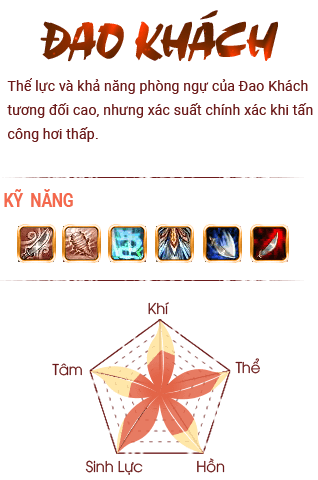 ĐAO KHÁCH
Thể lực và khả năng phòng ngự của Đao Khách
tương đối cao, nhưng xác suất chính xác khi tấn
công hơi thấp.
KỸ NĂNG
Khí
Tâm
Thể
Sinh Lực
Hồn